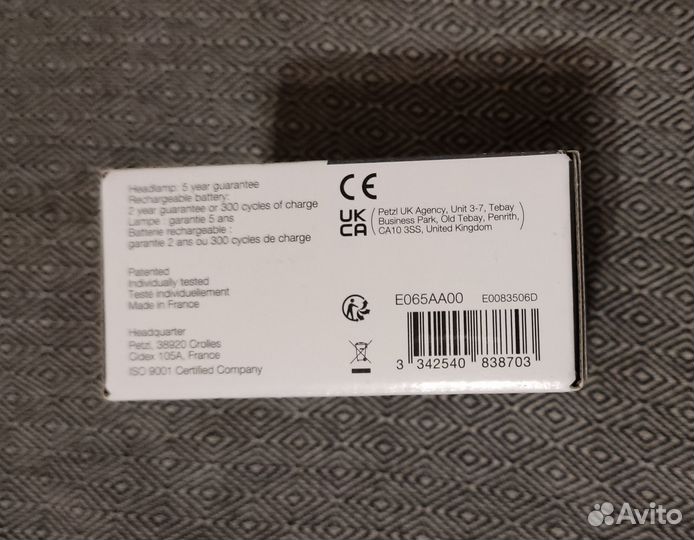 Headlamp: 5 year guarantee
Rechargeable battery:
2 year guarantee or 300 cycles of charge
Lampe : garantie 5 ans
Batterie rechargeable :
garantie 2 ans ou 300 cycles de charge
Patented
Individually tested
Testé individuellement
Made in France
Headquarter
Petzl, 38920 Crolles
Cidex 105A, France
ISO 9001 Certified Company
CE
UK
CA
Petzl UK Agency, Unit 3-7, Tebay
Business Park, Old Tebay, Penrith,
CA10 3SS, United Kingdom
E065AA00 E0083506D
3 342540 838703
Avito